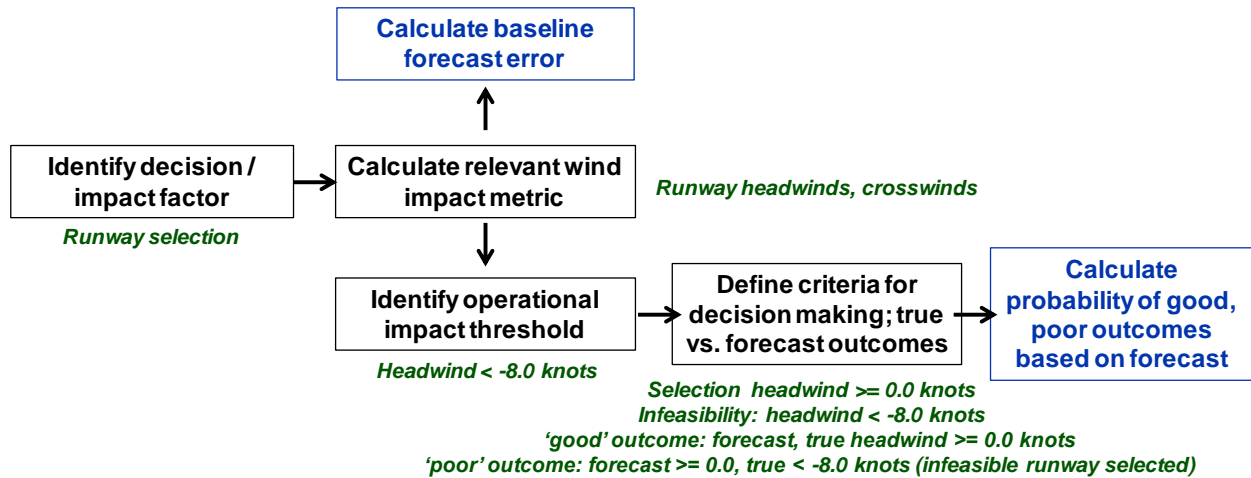 Calculate baseline
forecast error
Identify decision /
impact factor
Runway selection
Calculate relevant wind
impact metric
Runway headwinds, crosswinds
Identify operational
impact threshold
Headwind < -8.0 knots
Define criteria for
decision making; true
vs. forecast outcomes
Selection headwind >= 0.0 knots
Infeasibility: headwind < -8.0 knots
‘good’ outcome: forecast, true headwind >= 0.0 knots
‘poor’ outcome: forecast >= 0.0, true < -8.0 knots (infeasible runway selected)
Calculate
probability of good,
poor outcomes
based on forecast